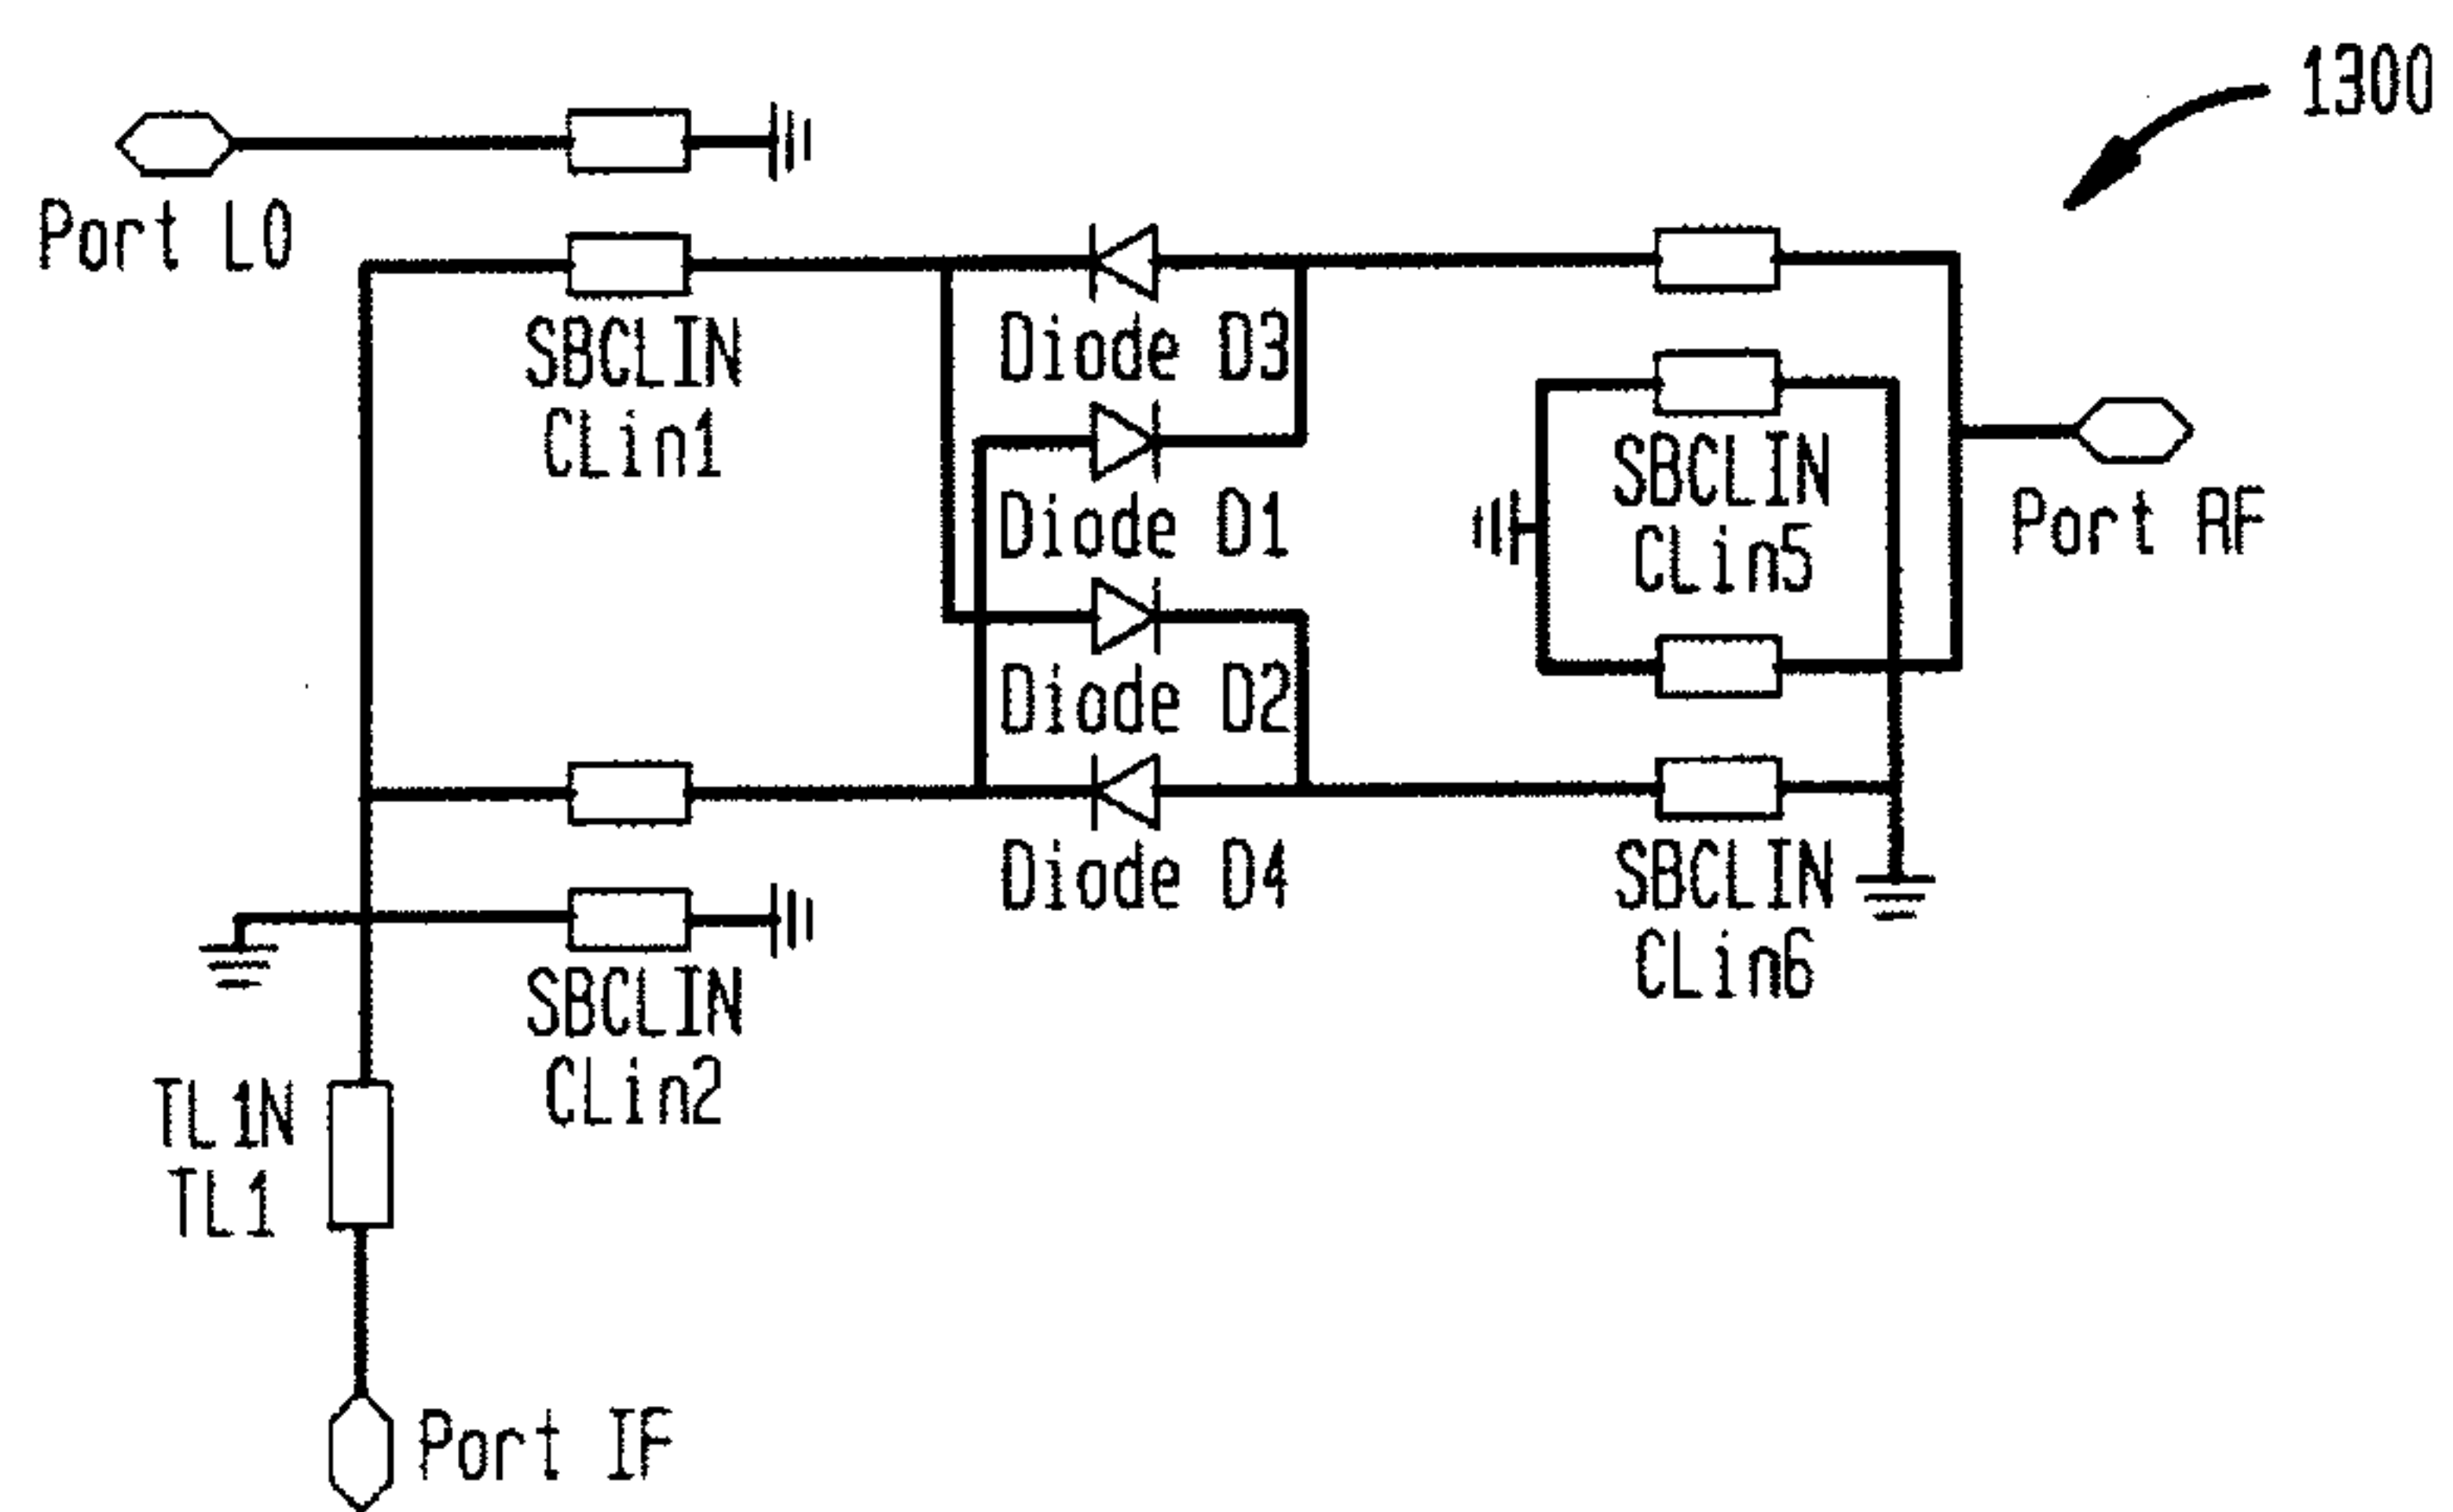 1300
Port LO
SBCLIN
CLin1
Diode D3
Diode D1
Diode D2
Diode D4
SBCLIN
CLin5
Port RF
SBCLIN
CLin6
SBCLIN
CLin2
TL1N
TL1
Port IF